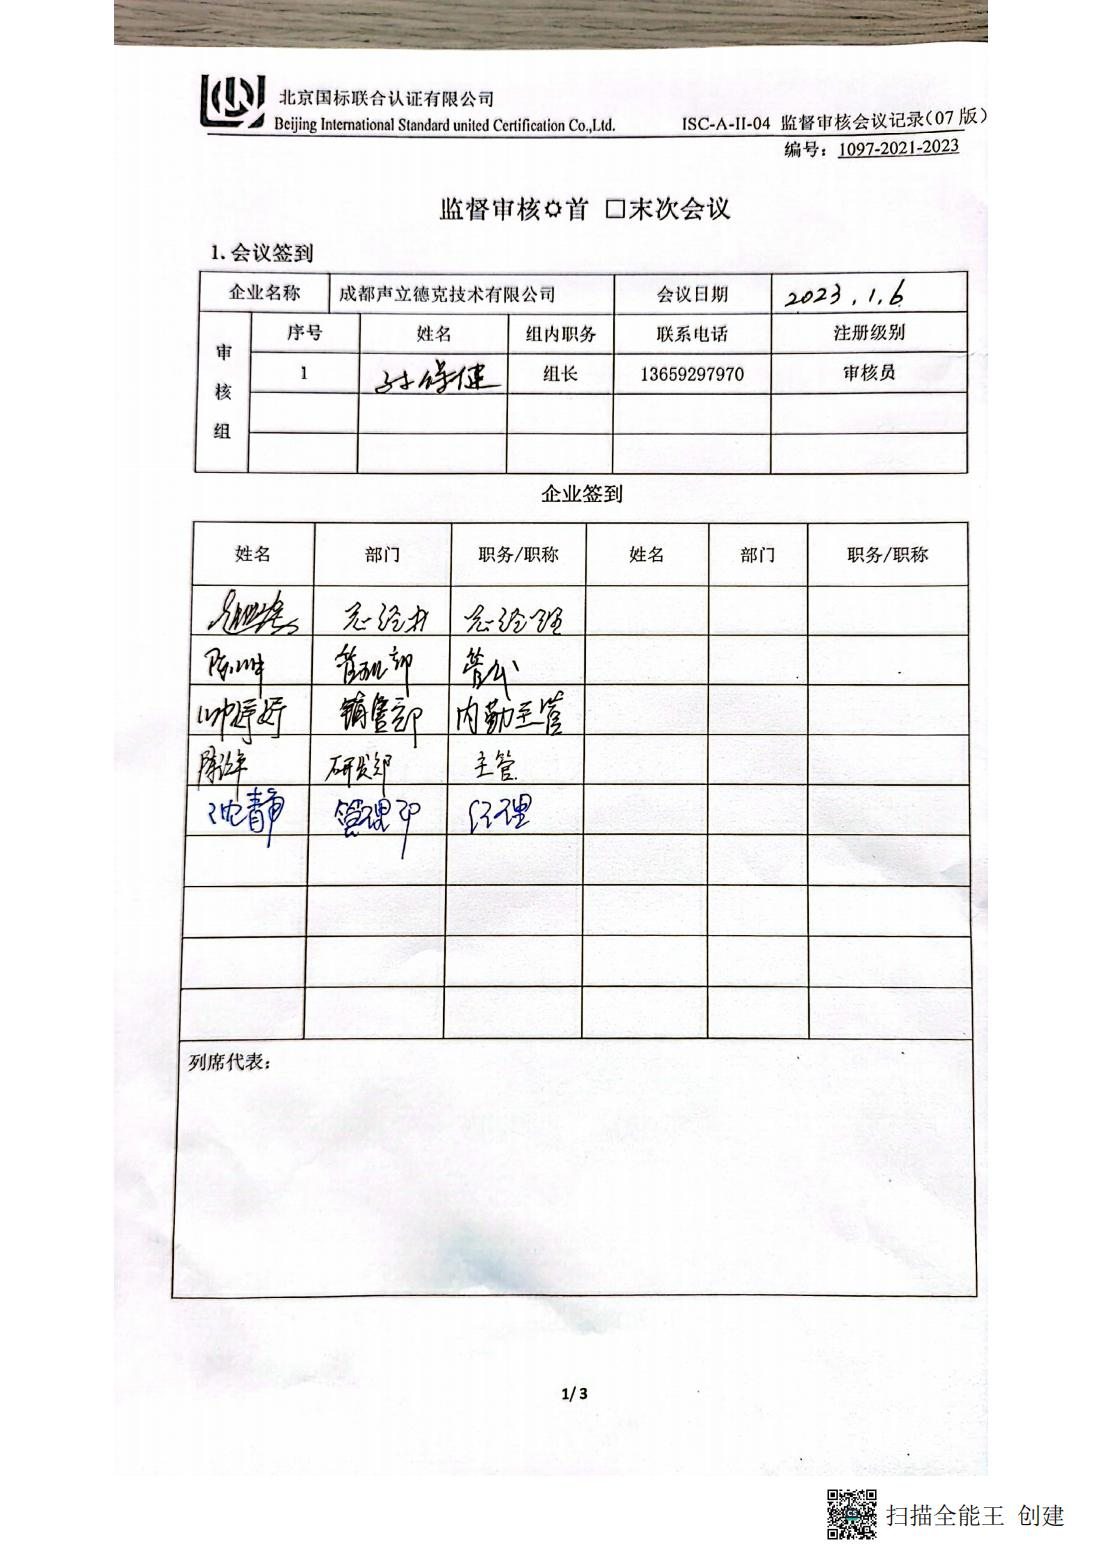 北京国标联合认证有限公司
Beijing International Standard united Certification Co.,Ltd.
ISC-A-II-04 监督审核会议记录(07版)
编号: 1097-2021-2023
监督审核✩首 □末次会议
1.会议签到
企业名称 成都声立德克技术有限公司 会议日期 2023.1.6
审核组 序号 姓名 组内职务 联系电话 注册级别
1 组长 13659297970 审核员
企业签到
姓名 部门 职务/职称 姓名 部门 职务/职称
总经理
帅婷婷 销售部 内勤主管
研发部 主管
沈青 管理部 经理
列席代表:
1/3
扫描全能王 创建